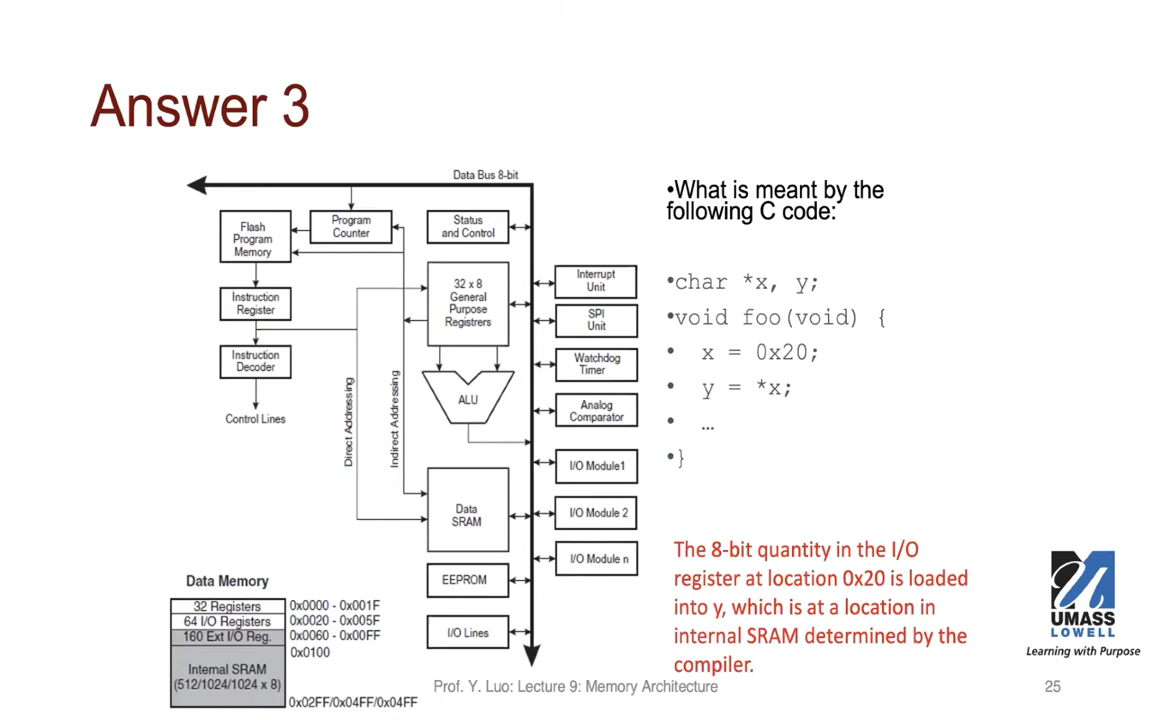 Answer 3
Data Bus 8-bit
Flash
Program
Memory
Program
Counter
Status
and Control
Instruction
Register
Instruction
Decoder
Control Lines
Direct Addressing
Indirect Addressing
32 x 8
General
Purpose
Registrers
ALU
Data
SRAM
EEPROM
I/O Lines
Interrupt
Unit
SPI
Unit
Watchdog
Timer
Analog
Comparator
I/O Module1
I/O Module 2
I/O Module n
Data Memory
32 Registers 0x0000 - 0x001F
64 I/O Registers 0x0020 - 0x005F
160 Ext I/O Reg. 0x0060 - 0x00FF
0x0100
Internal SRAM
(512/1024/1024 x 8)
0x02FF/0x04FF/0x04FF
•What is meant by the
following C code:
•char *x, y;
•void foo(void) {
• x = 0x20;
• y = *x;
• …
•}
The 8-bit quantity in the I/O
register at location 0x20 is loaded
into y, which is at a location in
internal SRAM determined by the
compiler.
UMASS
LOWELL
Learning with Purpose
Prof. Y. Luo: Lecture 9: Memory Architecture
25